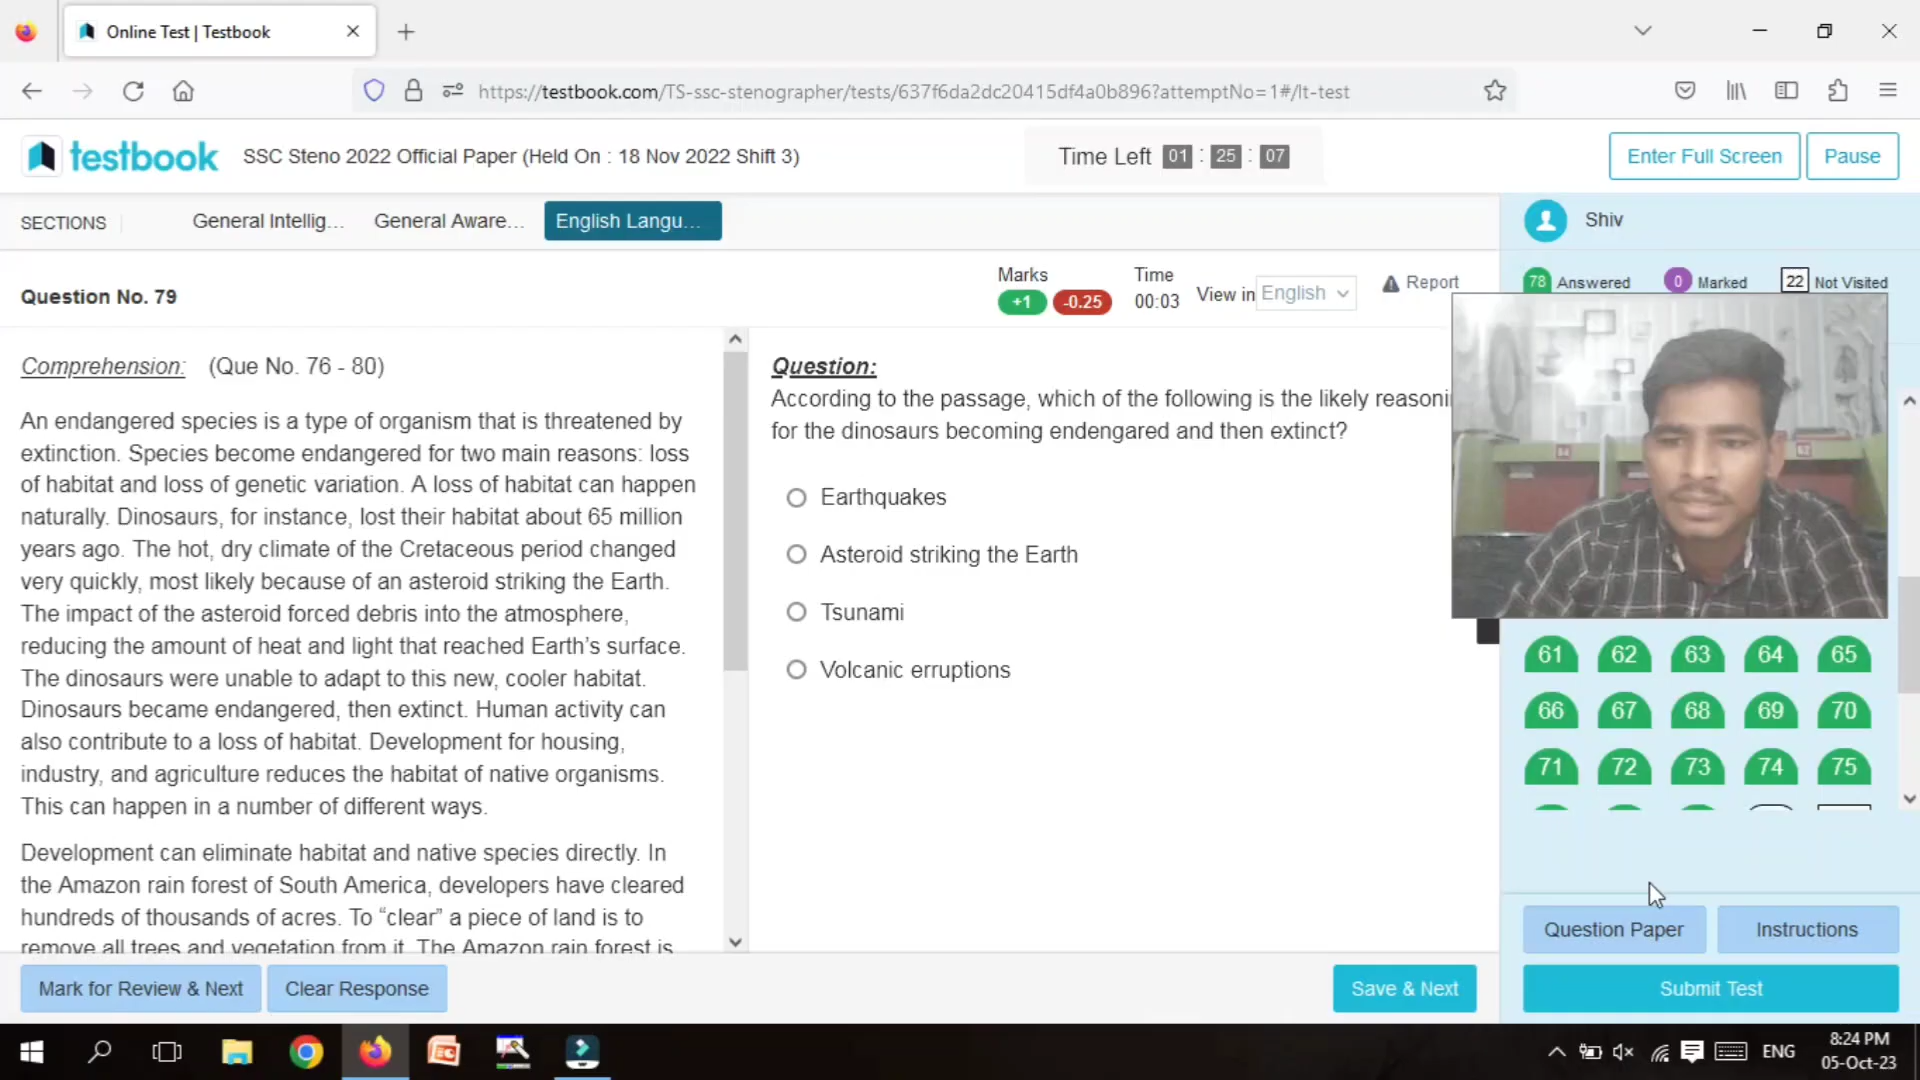 Online Test | Testbook
https://testbook.com/TS-ssc-stenographer/tests/637f6da2dc20415df4a0b896?attemptNo=1#/lt-test
testbook
SSC Steno 2022 Official Paper (Held On : 18 Nov 2022 Shift 3)
Time Left 01 : 25 : 07
Enter Full Screen
Pause
SECTIONS
General Intellig...
General Aware...
English Langu...
Shiv
Question No. 79
Marks
+1 -0.25
Time
00:03
View in English
Report
78 Answered
0 Marked
22 Not Visited
Comprehension: (Que No. 76 - 80)
An endangered species is a type of organism that is threatened by
extinction. Species become endangered for two main reasons: loss
of habitat and loss of genetic variation. A loss of habitat can happen
naturally. Dinosaurs, for instance, lost their habitat about 65 million
years ago. The hot, dry climate of the Cretaceous period changed
very quickly, most likely because of an asteroid striking the Earth.
The impact of the asteroid forced debris into the atmosphere,
reducing the amount of heat and light that reached Earth's surface.
The dinosaurs were unable to adapt to this new, cooler habitat.
Dinosaurs became endangered, then extinct. Human activity can
also contribute to a loss of habitat. Development for housing,
industry, and agriculture reduces the habitat of native organisms.
This can happen in a number of different ways.
Development can eliminate habitat and native species directly. In
the Amazon rain forest of South America, developers have cleared
hundreds of thousands of acres. To “clear” a piece of land is to
remove all trees and vegetation from it. The Amazon rain forest is
Question:
According to the passage, which of the following is the likely reasoni
for the dinosaurs becoming endengared and then extinct?
Earthquakes
Asteroid striking the Earth
Tsunami
Volcanic erruptions
61 62 63 64 65
66 67 68 69 70
71 72 73 74 75
Question Paper
Instructions
Mark for Review & Next
Clear Response
Save & Next
Submit Test
ENG
8:24 PM
05-Oct-23